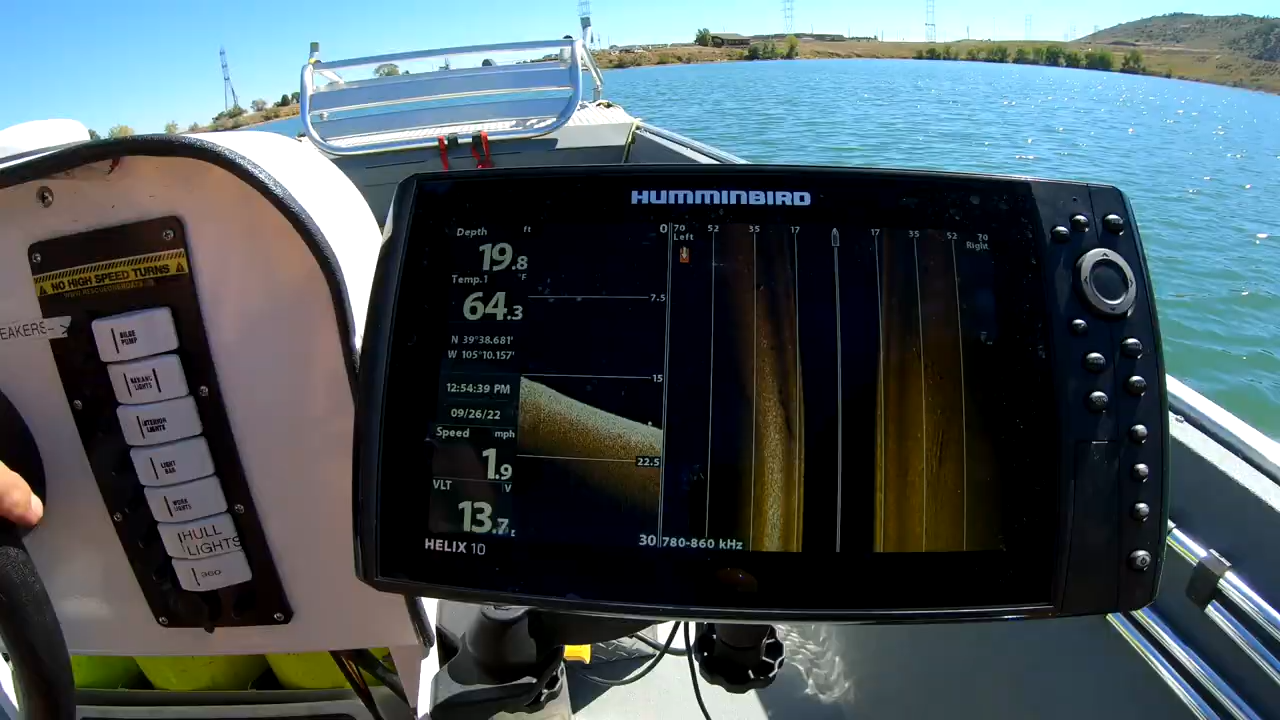 HUMMINBIRD
Depth ft
19.8
Temp.1 °F
64.3
N 39°38.681'
W 105°10.157'
12:54:39 PM
09/26/22
Speed mph
1.9
VLT V
13.7
0
7.5
15
22.5
30
70 52 35 17 17 35 52 70
Left Right
780-860 kHz
HELIX 10
NO HIGH SPEED TURNS
WWW.RESCUEONEBOATS.COM
EAKERS->
BILGE
PUMP
NAV/ANC
LIGHTS
INTERIOR
LIGHTS
LIGHT
BAR
WORK
LIGHTS
HULL
LIGHTS
360